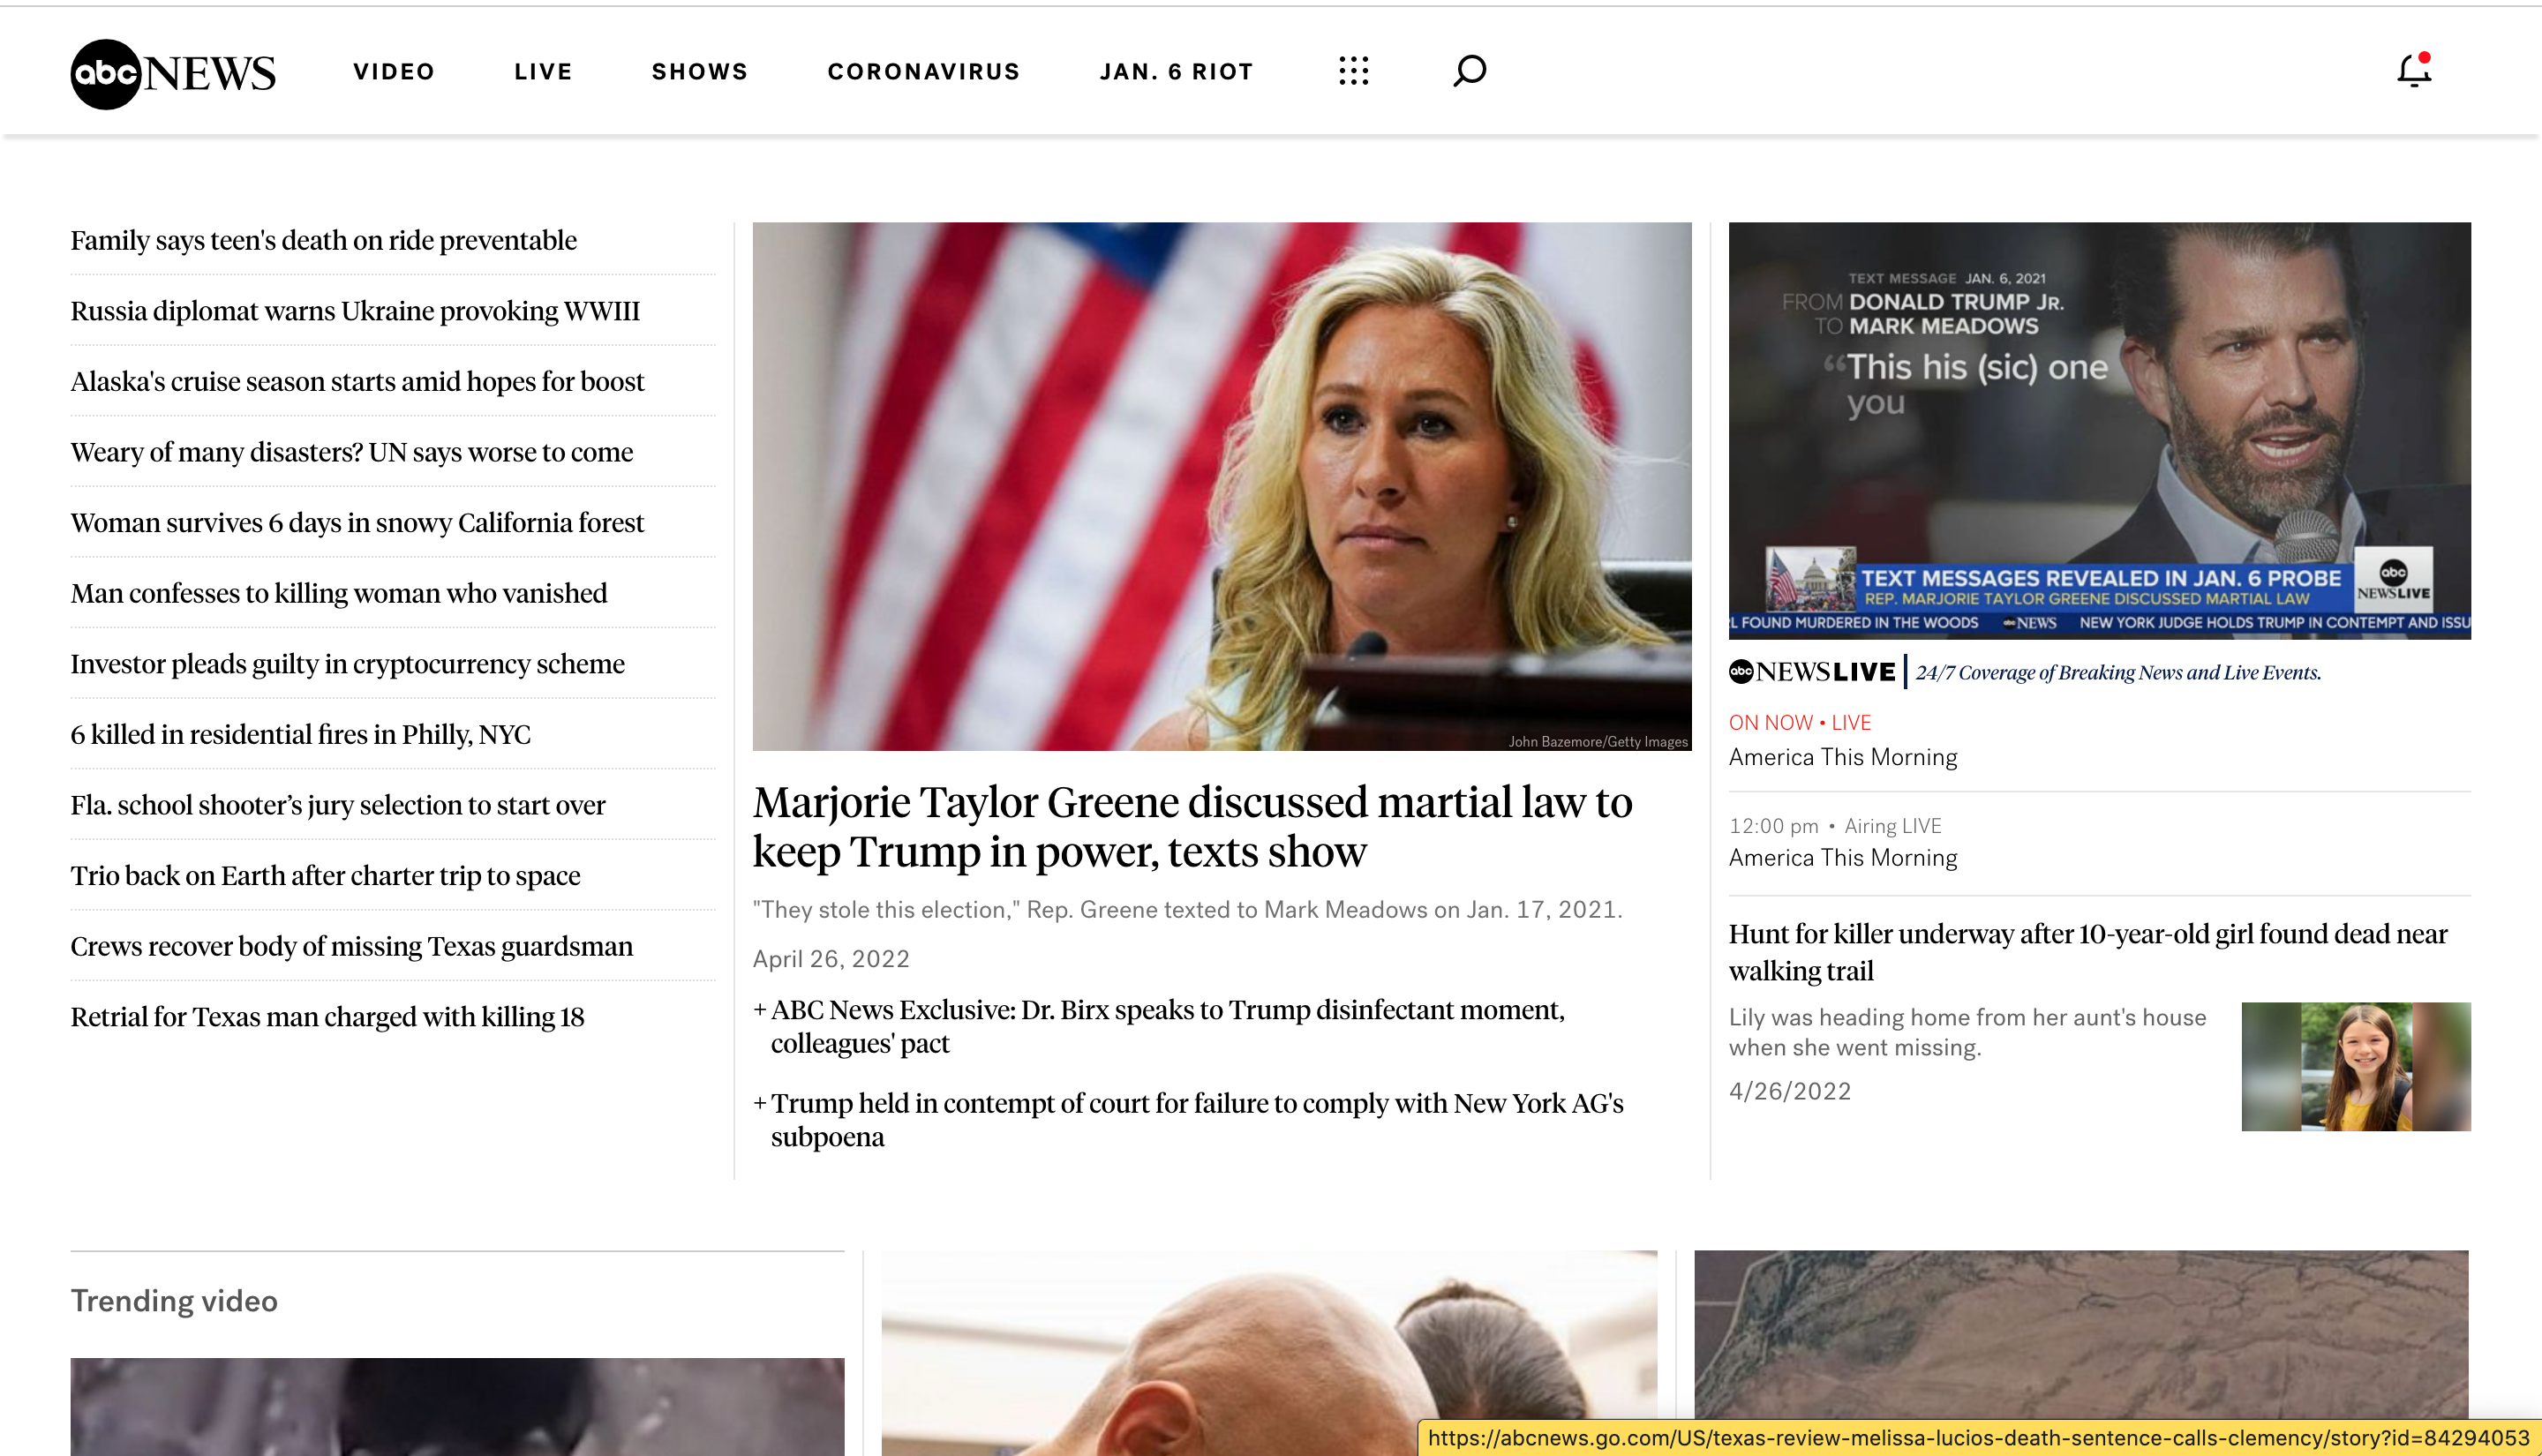 abc NEWS VIDEO LIVE SHOWS CORONAVIRUS JAN. 6 RIOT
Family says teen's death on ride preventable
Russia diplomat warns Ukraine provoking WWIII
Alaska's cruise season starts amid hopes for boost
Weary of many disasters? UN says worse to come
Woman survives 6 days in snowy California forest
Man confesses to killing woman who vanished
Investor pleads guilty in cryptocurrency scheme
6 killed in residential fires in Philly, NYC
Fla. school shooter’s jury selection to start over
Trio back on Earth after charter trip to space
Crews recover body of missing Texas guardsman
Retrial for Texas man charged with killing 18
John Bazemore/Getty Images
Marjorie Taylor Greene discussed martial law to
keep Trump in power, texts show
"They stole this election," Rep. Greene texted to Mark Meadows on Jan. 17, 2021.
April 26, 2022
+ ABC News Exclusive: Dr. Birx speaks to Trump disinfectant moment,
colleagues' pact
+ Trump held in contempt of court for failure to comply with New York AG's
subpoena
TEXT MESSAGE JAN. 6, 2021
FROM DONALD TRUMP JR.
TO MARK MEADOWS
“This his (sic) one
you
TEXT MESSAGES REVEALED IN JAN. 6 PROBE
REP. MARJORIE TAYLOR GREENE DISCUSSED MARTIAL LAW
abc
NEWS LIVE
L FOUND MURDERED IN THE WOODS abc NEWS NEW YORK JUDGE HOLDS TRUMP IN CONTEMPT AND ISSU
abc NEWS LIVE | 24/7 Coverage of Breaking News and Live Events.
ON NOW • LIVE
America This Morning
12:00 pm • Airing LIVE
America This Morning
Hunt for killer underway after 10-year-old girl found dead near
walking trail
Lily was heading home from her aunt's house
when she went missing.
4/26/2022
Trending video
https://abcnews.go.com/US/texas-review-melissa-lucios-death-sentence-calls-clemency/story?id=84294053